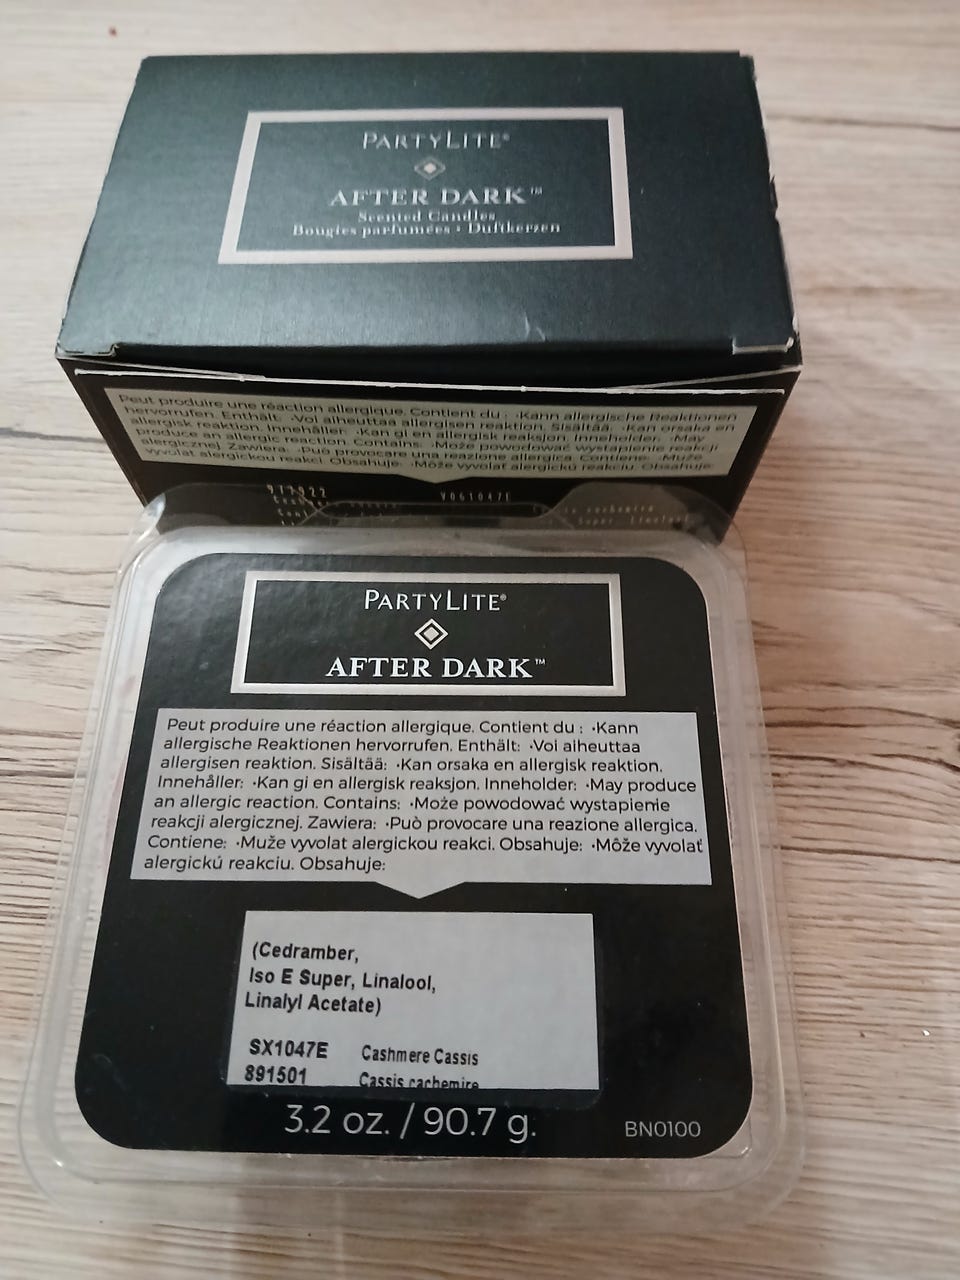 PARTYLITE®
AFTER DARK™
Scented Candles
Bougies parfumées • Duftkerzen
Peut produire une réaction allergique. Contient du : •Kann allergische Reaktionen
hervorrufen. Enthält: •Voi aiheuttaa allergisen reaktion. Sisältää: •Kan orsaka en
allergisk reaktion. Innehåller: •Kan gi en allergisk reaksjon. Inneholder: •May
produce an allergic reaction. Contains: •Może powodować wystąpienie reakcji
alergicznej. Zawiera: •Può provocare una reazione allergica. Contiene: •Muže
vyvolat alergickou reakci. Obsahuje: •Môže vyvolať alergickú reakciu. Obsahuje:
V061047E
Super, Linalool
PARTYLITE®
AFTER DARK™
Peut produire une réaction allergique. Contient du : •Kann
allergische Reaktionen hervorrufen. Enthält: •Voi aiheuttaa
allergisen reaktion. Sisältää: •Kan orsaka en allergisk reaktion.
Innehåller: •Kan gi en allergisk reaksjon. Inneholder: •May produce
an allergic reaction. Contains: •Może powodować wystąpienie
reakcji alergicznej. Zawiera: •Può provocare una reazione allergica.
Contiene: •Muže vyvolat alergickou reakci. Obsahuje: •Môže vyvolať
alergickú reakciu. Obsahuje:
(Cedramber,
Iso E Super, Linalool,
Linalyl Acetate)
SX1047E Cashmere Cassis
891501 Cassis cachemire
3.2 oz. / 90.7 g.
BN0100